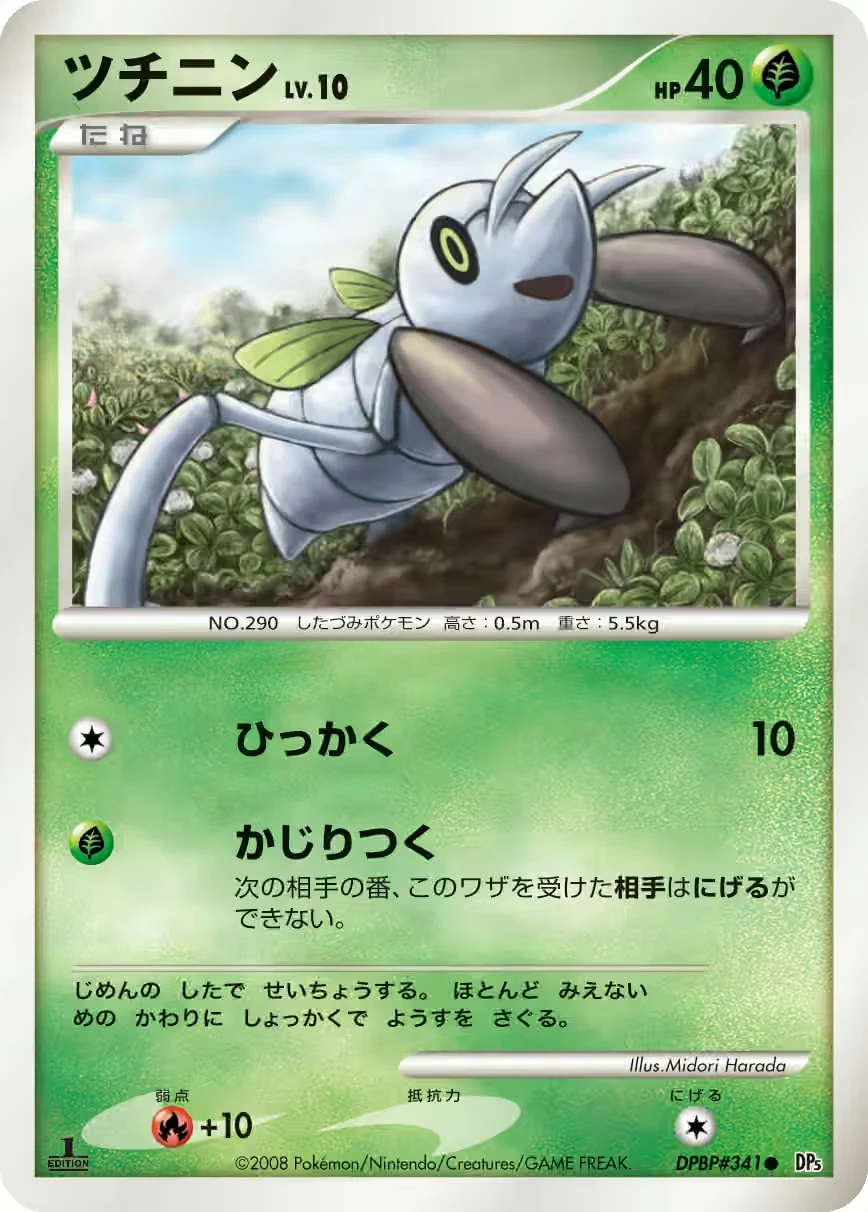 ツチニン LV.10 HP 40
たね
NO.290 したづみポケモン 高さ：0.5m 重さ：5.5kg
ひっかく 10
かじりつく
次の相手の番、このワザを受けた相手はにげるが
できない。
じめんの したで せいちょうする。 ほとんど みえない
めの かわりに しょっかくで ようすを さぐる。
Illus.Midori Harada
弱点 抵抗力 にげる
+10
1 EDITION ©2008 Pokémon/Nintendo/Creatures/GAME FREAK. DPBP#341● DP5